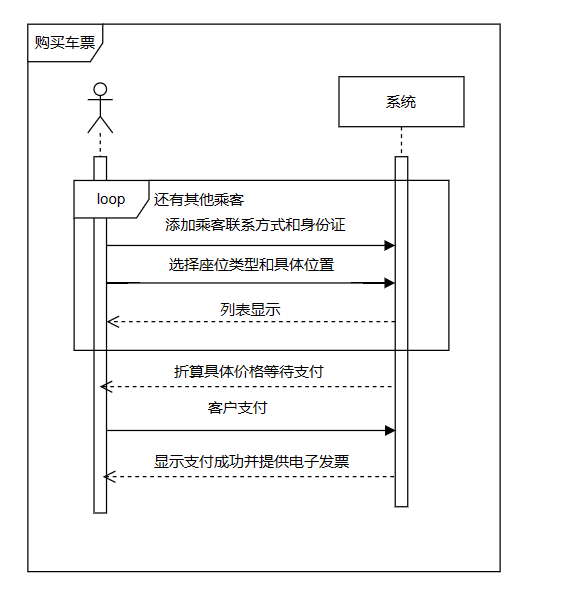 购买车票
系统
loop
还有其他乘客
添加乘客联系方式和身份证
选择座位类型和具体位置
列表显示
折算具体价格等待支付
客户支付
显示支付成功并提供电子发票